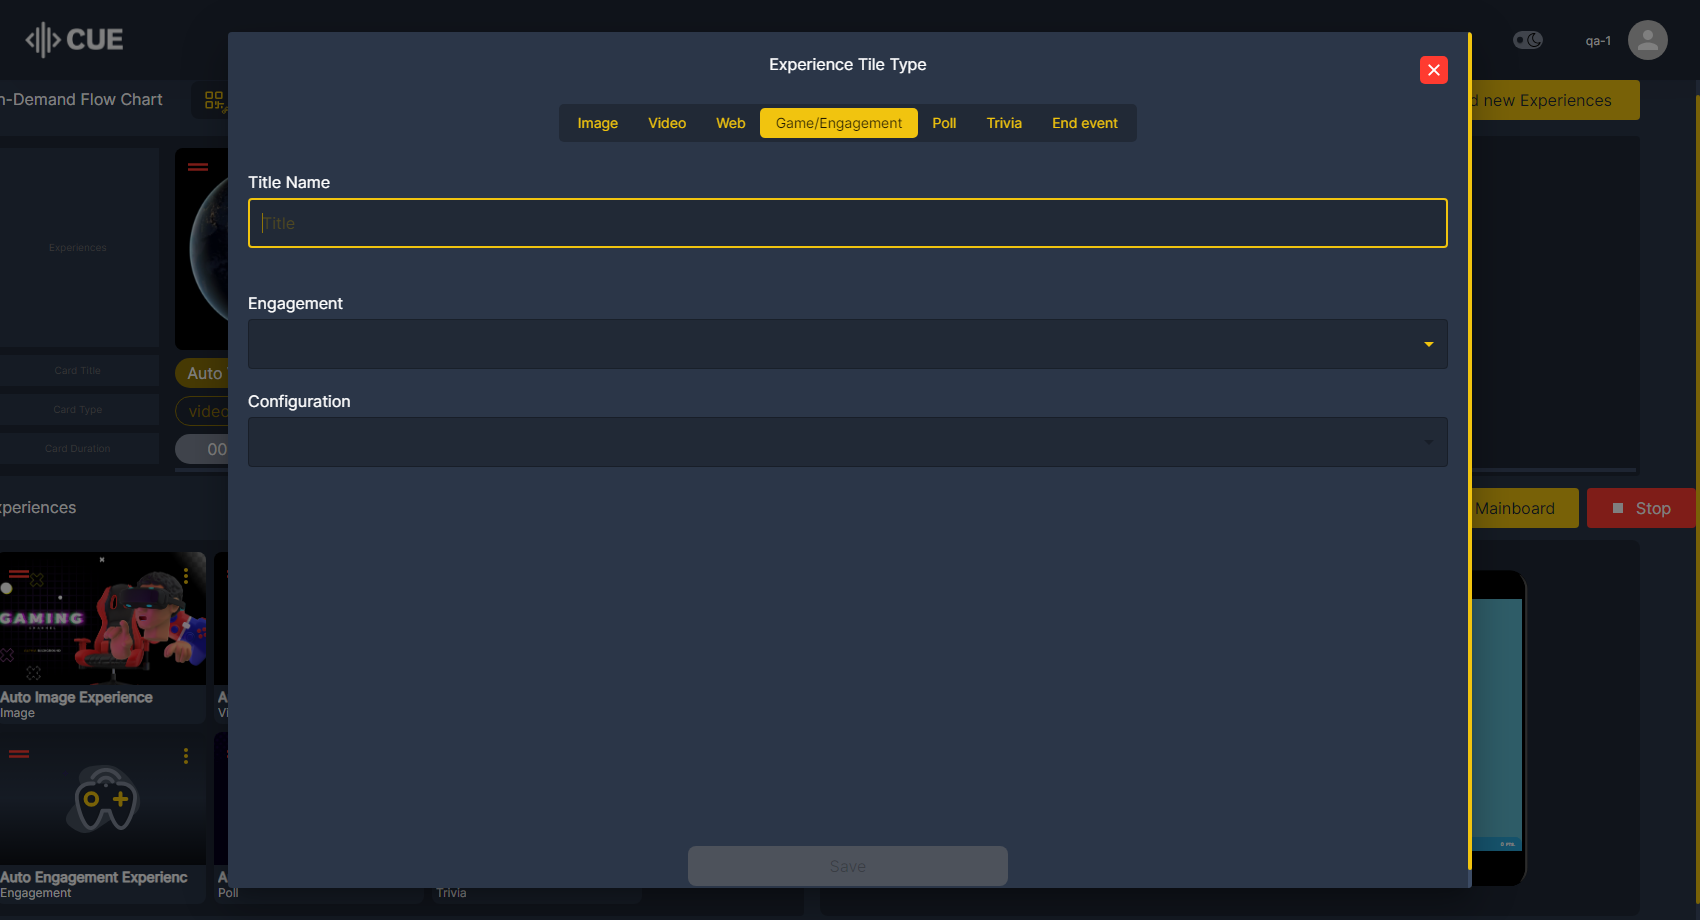 CUE
Experience Tile Type
qa-1
n-Demand Flow Chart
d new Experiences
Image
Video
Web
Game/Engagement
Poll
Trivia
End event
Title Name
Title
Experiences
Engagement
Card Title
Auto
Card Type
video
Configuration
Card Duration
00
xperiences
Mainboard
Stop
GAMING
Auto Image Experience
Image
A
Vi
Auto Engagement Experienc
Engagement
A
Poll
Trivia
Save